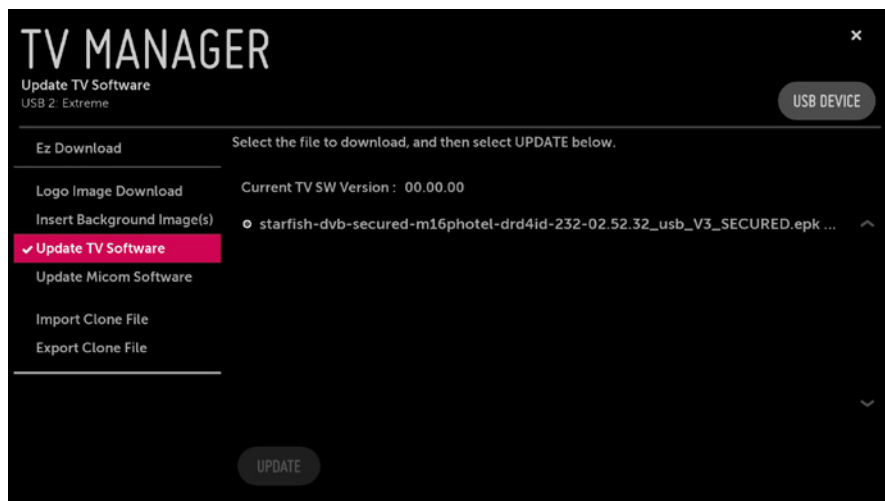 TV MANAGER
Update TV Software
USB 2: Extreme
USB DEVICE
Ez Download
Logo Image Download
Insert Background Image(s)
Update TV Software
Update Micom Software
Import Clone File
Export Clone File
Select the file to download, and then select UPDATE below.
Current TV SW Version : 00.00.00
starfish-dvb-secured-m16photel-drd4id-232-02.52.32_usb_V3_SECURED.epk ...
UPDATE